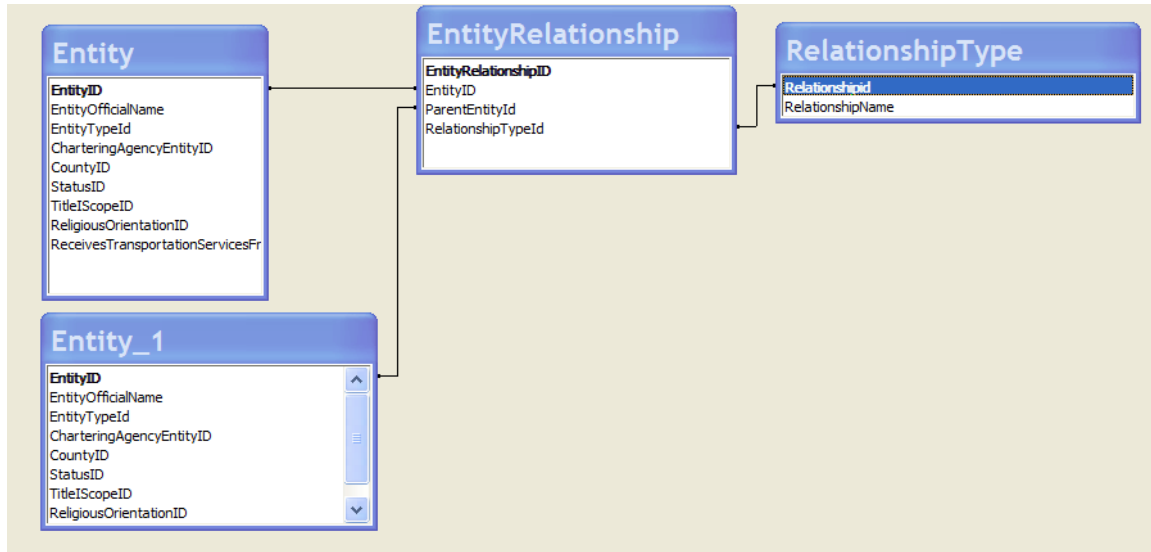 Entity
EntityID
EntityOfficialName
EntityTypeId
CharteringAgencyEntityID
CountyID
StatusID
TitleIScopeID
ReligiousOrientationID
ReceivesTransportationServicesFr
EntityRelationship
EntityRelationshipID
EntityID
ParentEntityId
RelationshipTypeId
RelationshipType
Relationshipid
RelationshipName
Entity_1
EntityID
EntityOfficialName
EntityTypeId
CharteringAgencyEntityID
CountyID
StatusID
TitleIScopeID
ReligiousOrientationID